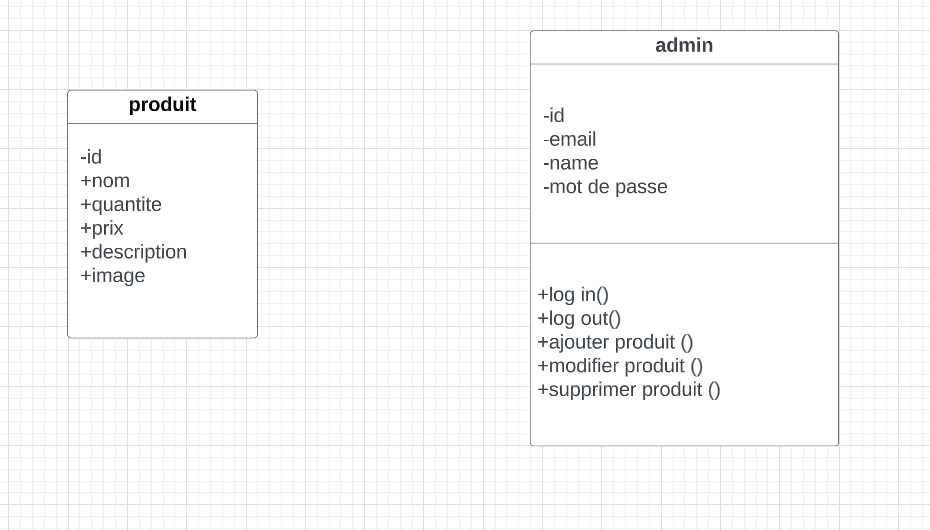 produit
-id
+nom
+quantite
+prix
+description
+image
admin
-id
-email
-name
-mot de passe
+log in()
+log out()
+ajouter produit ()
+modifier produit ()
+supprimer produit ()